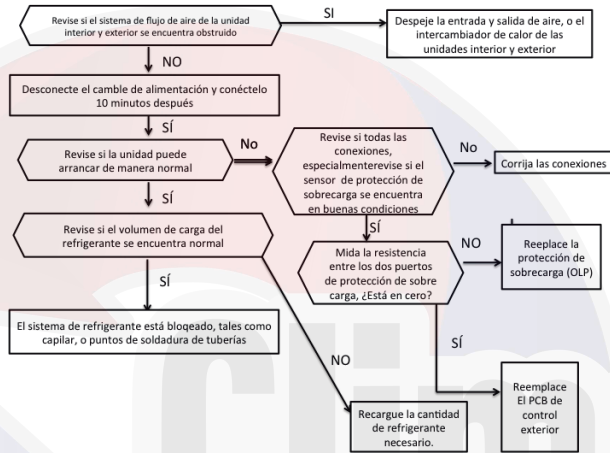 Revise si el sistema de flujo de aire de la unidad
interior y exterior se encuentra obstruido
SI
Despeje la entrada y salida de aire, o el
intercambiador de calor de las
unidades interior y exterior
NO
Desconecte el camble de alimentación y conéctelo
10 minutos después
SÍ
Revise si la unidad puede
arrancar de manera normal
No
Revise si todas las
conexiones,
especialmenterevise si el
sensor de protección de
sobrecarga se encuentra
en buenas condiciones
No
Corrija las conexiones
SÍ
Revise si el volumen de carga del
refrigerante se encuentra normal
SÍ
Mida la resistencia
entre los dos puertos
de protección de sobre
carga, ¿Está en cero?
NO
Reeplace la
protección de
sobrecarga (OLP)
SÍ
El sistema de refrigerante está bloqeado, tales como
capilar, o puntos de soldadura de tuberías
NO
Recargue la cantidad
de refrigerante
necesario.
SÍ
Reemplace
El PCB de
control
exterior
Clim